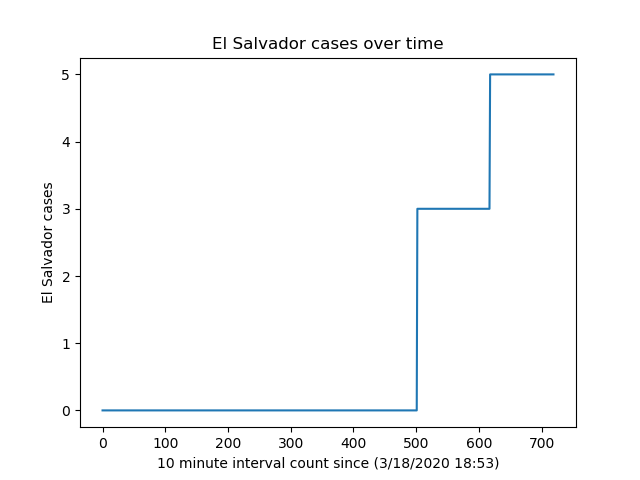 El Salvador cases over time
5
4
3
2
1
0
El Salvador cases
0 100 200 300 400 500 600 700
10 minute interval count since (3/18/2020 18:53)